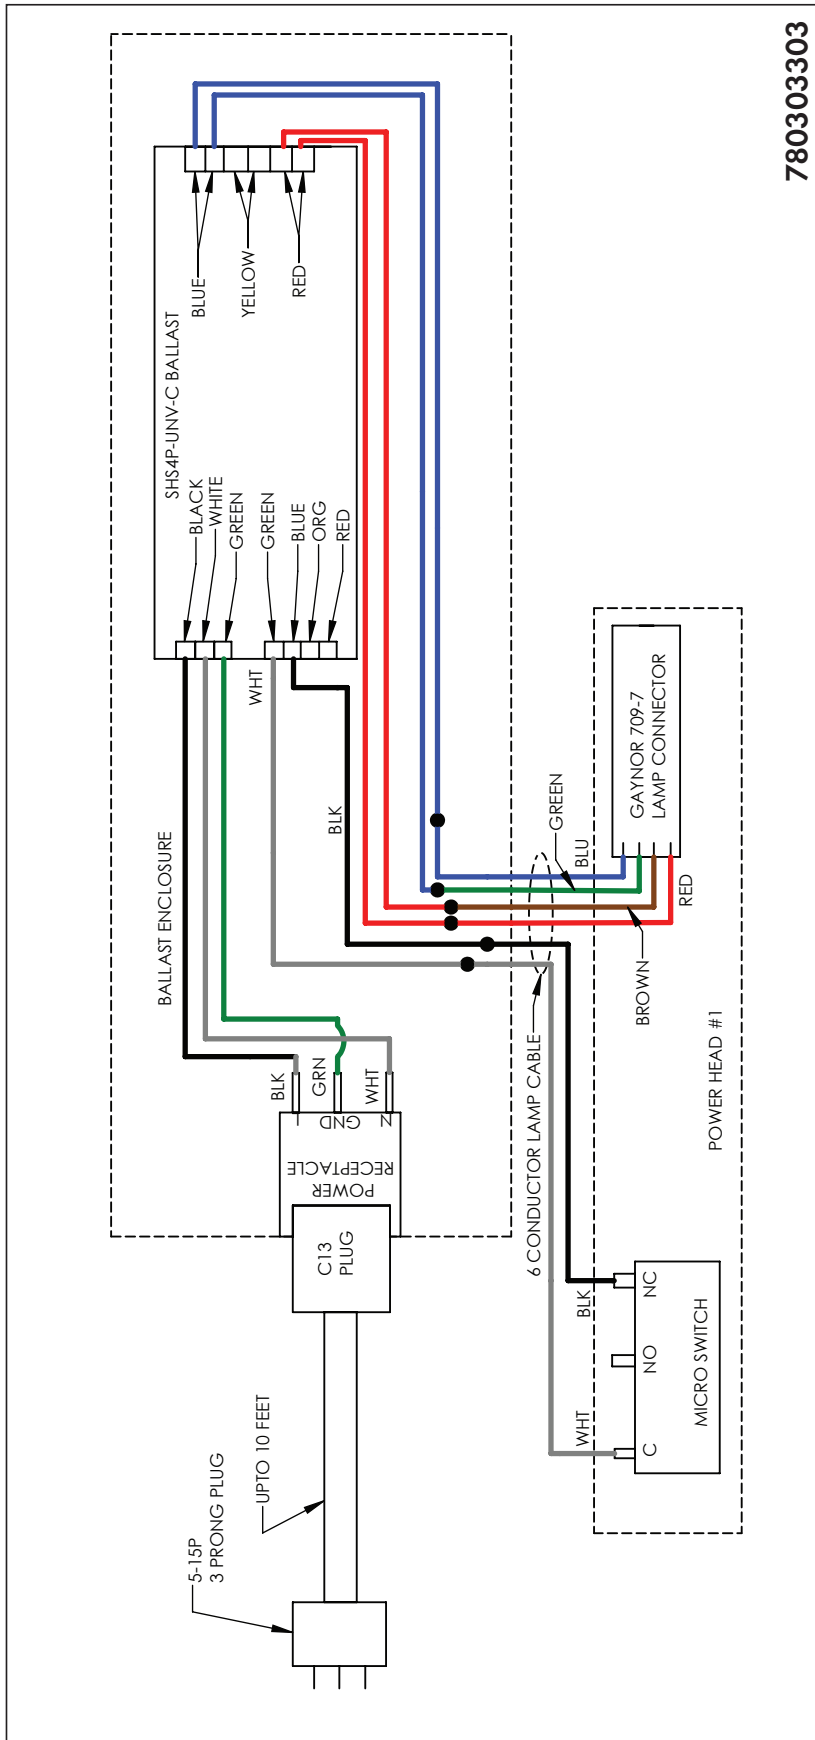 780303303
SHS4P-UNV-C BALLAST
BLUE
YELLOW
RED
BLACK
WHITE
GREEN
GREEN
BLUE
ORG
RED
WHT
BLK
BALLAST ENCLOSURE
BLK
GRN
WHT
L
GND
N
POWER
RECEPTACLE
C13
PLUG
UPTO 10 FEET
5-15P
3 PRONG PLUG
6 CONDUCTOR LAMP CABLE
GREEN
BLU
BROWN
RED
GAYNOR 709-7
LAMP CONNECTOR
POWER HEAD #1
BLK
WHT
NC
NO
C
MICRO SWITCH